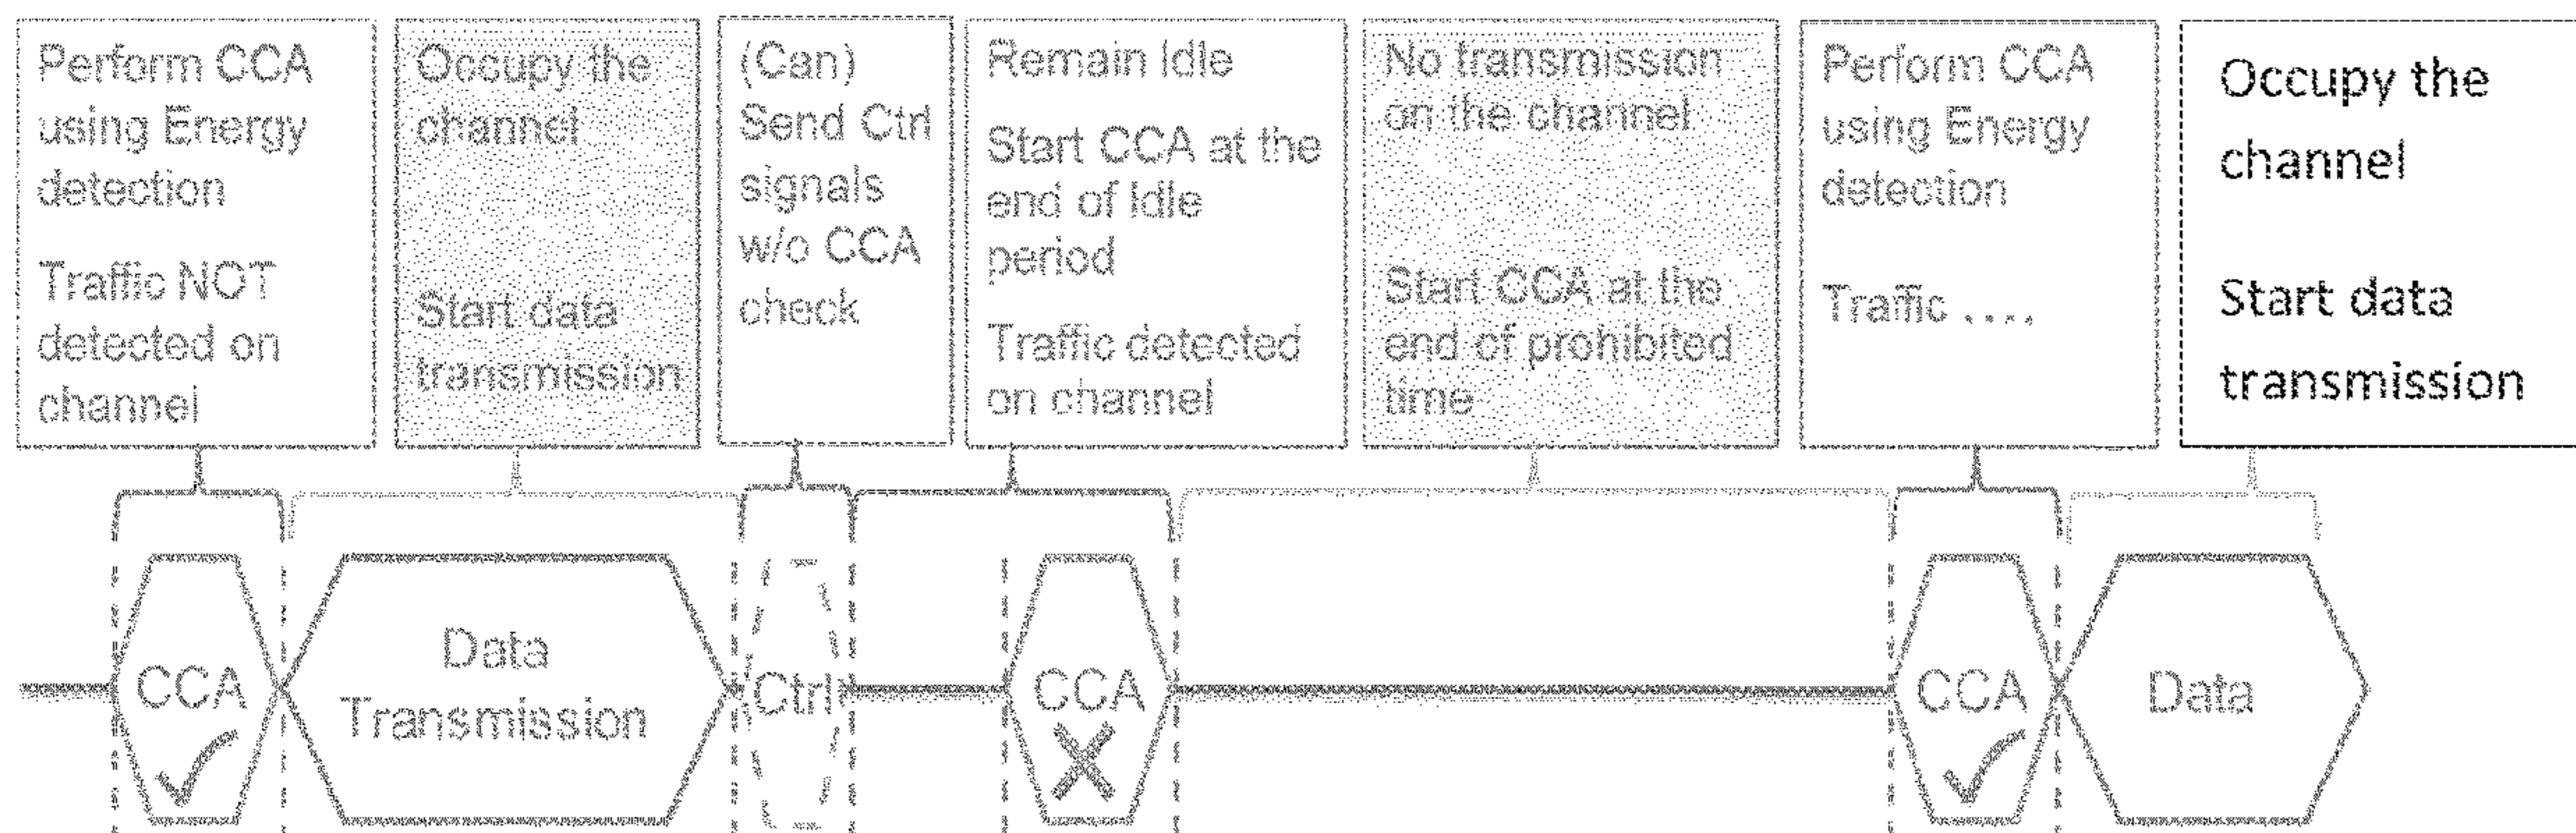 Perform CCA
using Energy
detection
Traffic NOT
detected on
channel
Occupy the
channel
Start data
transmission
(Can)
Send Ctrl
signals
w/o CCA
check
Remain Idle
Start CCA at the
end of Idle
period
Traffic detected
on channel
No transmission
on the channel
Start CCA at the
end of prohibited
time
Perform CCA
using Energy
detection
Traffic ....
Occupy the
channel
Start data
transmission
CCA
Data
Transmission
Ctrl
CCA
CCA
Data